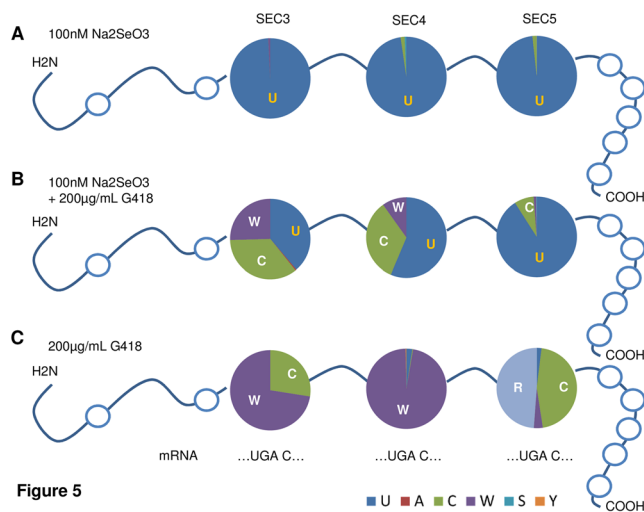 SEC3 SEC4 SEC5
A 100nM Na2SeO3
H2N
U U U
COOH
B 100nM Na2SeO3
+ 200µg/mL G418
H2N
W U C W C U C U
COOH
C 200µg/mL G418
H2N
C W W R C
COOH
mRNA ...UGA C... ...UGA C... ...UGA C...
Figure 5
U A C W S Y
COOH